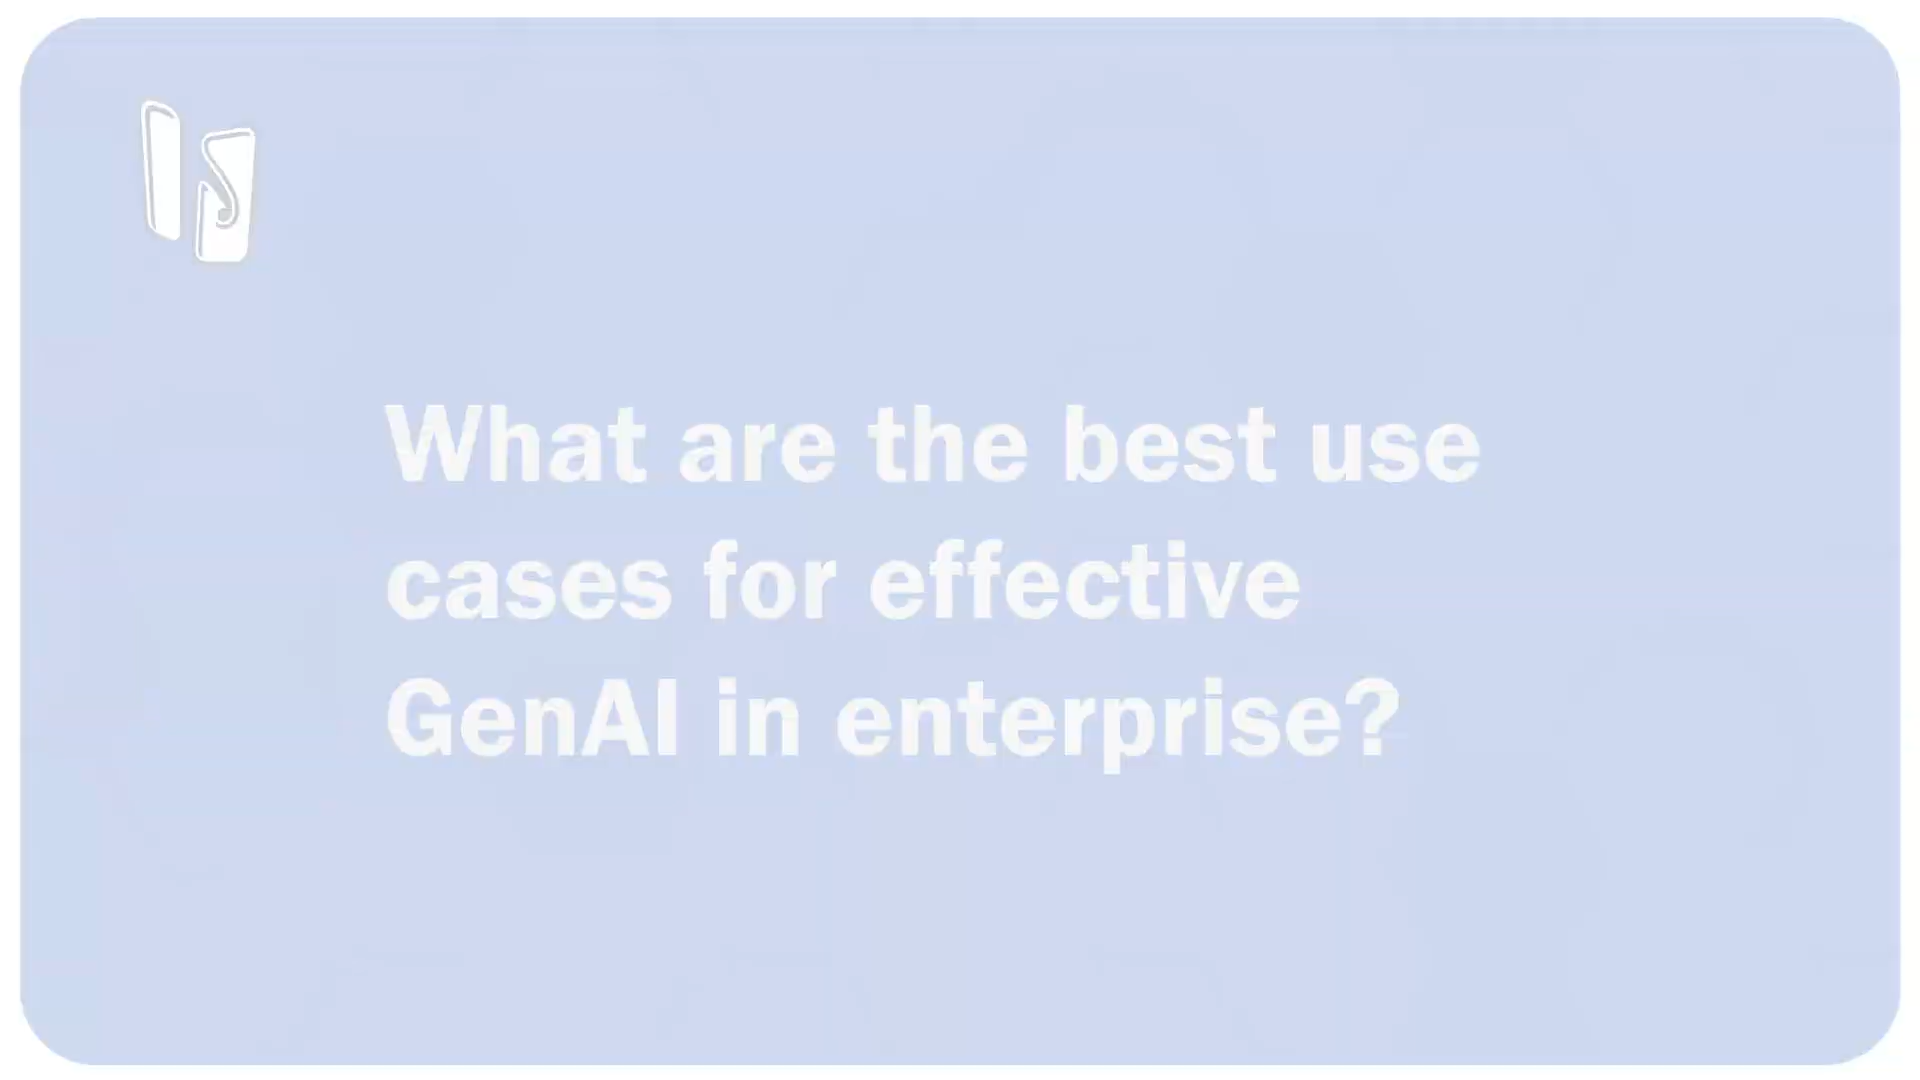 What are the best use
cases for effective
GenAI in enterprise?